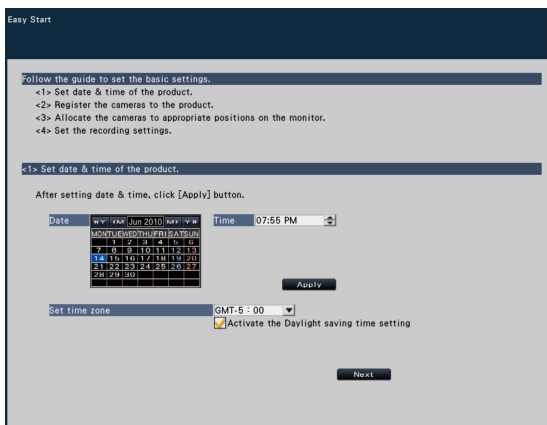 Easy Start
Follow the guide to set the basic settings.
<1> Set date & time of the product.
<2> Register the cameras to the product.
<3> Allocate the cameras to appropriate positions on the monitor.
<4> Set the recording settings.
<1> Set date & time of the product.
After setting date & time, click [Apply] button.
Date Jun 2010 Time 07:55 PM
MON TUE WED THU FRI SAT SUN
1 2 3 4 5 6
7 8 9 10 11 12 13
14 15 16 17 18 19 20
21 22 23 24 25 26 27
28 29 30
Apply
Set time zone GMT-5:00
Activate the Daylight saving time setting
Next